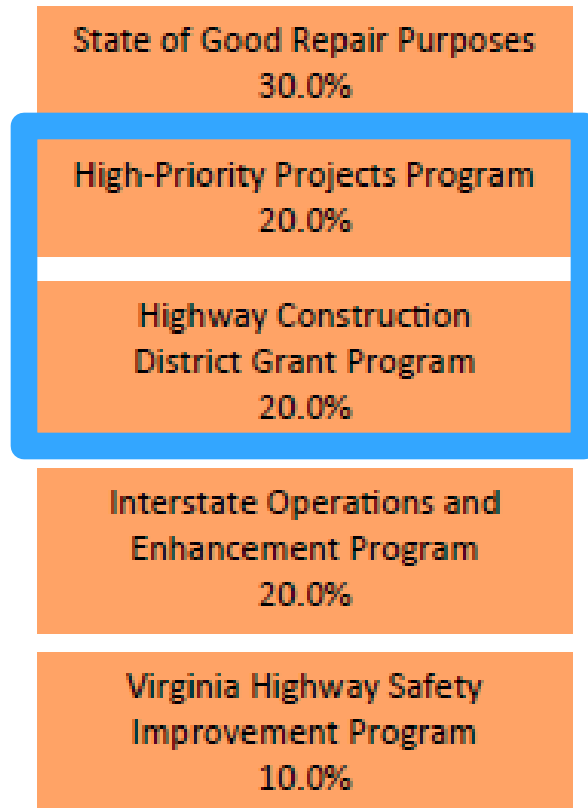 State of Good Repair Purposes
30.0%
High-Priority Projects Program
20.0%
Highway Construction
District Grant Program
20.0%
Interstate Operations and
Enhancement Program
20.0%
Virginia Highway Safety
Improvement Program
10.0%